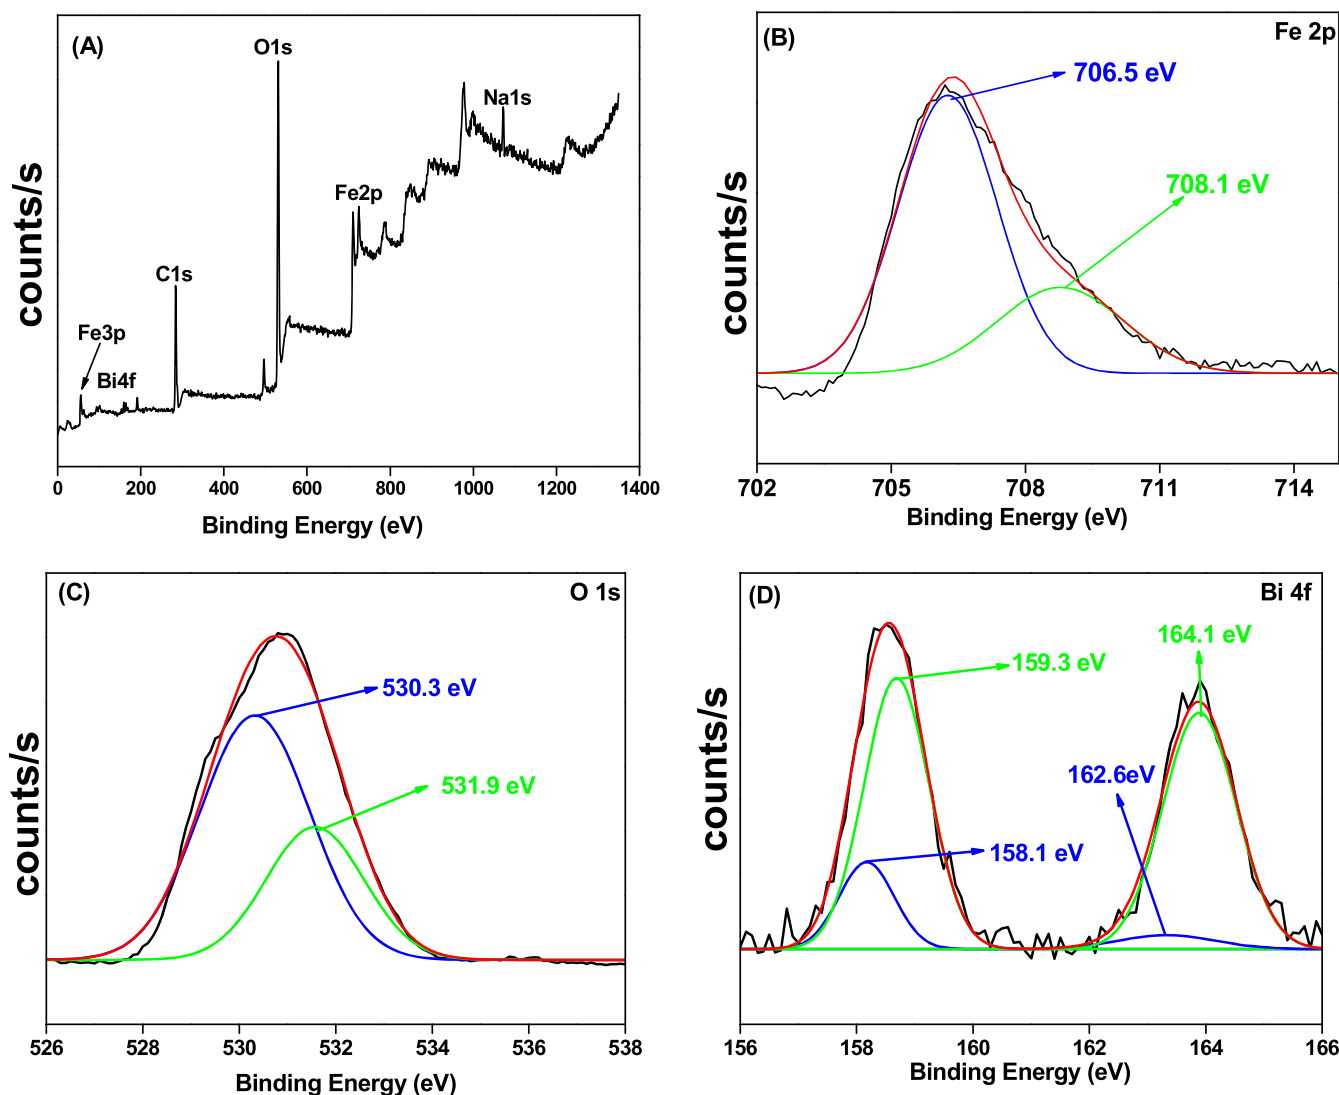 (A)
O1s
Na1s
Fe2p
C1s
Fe3p
Bi4f
counts/s
0 200 400 600 800 1000 1200 1400
Binding Energy (eV)
(B)
Fe 2p
706.5 eV
708.1 eV
counts/s
702 705 708 711 714
Binding Energy (eV)
(C)
O 1s
530.3 eV
531.9 eV
counts/s
526 528 530 532 534 536 538
Binding Energy (eV)
(D)
Bi 4f
164.1 eV
159.3 eV
162.6eV
158.1 eV
counts/s
156 158 160 162 164 166
Binding Energy (eV)